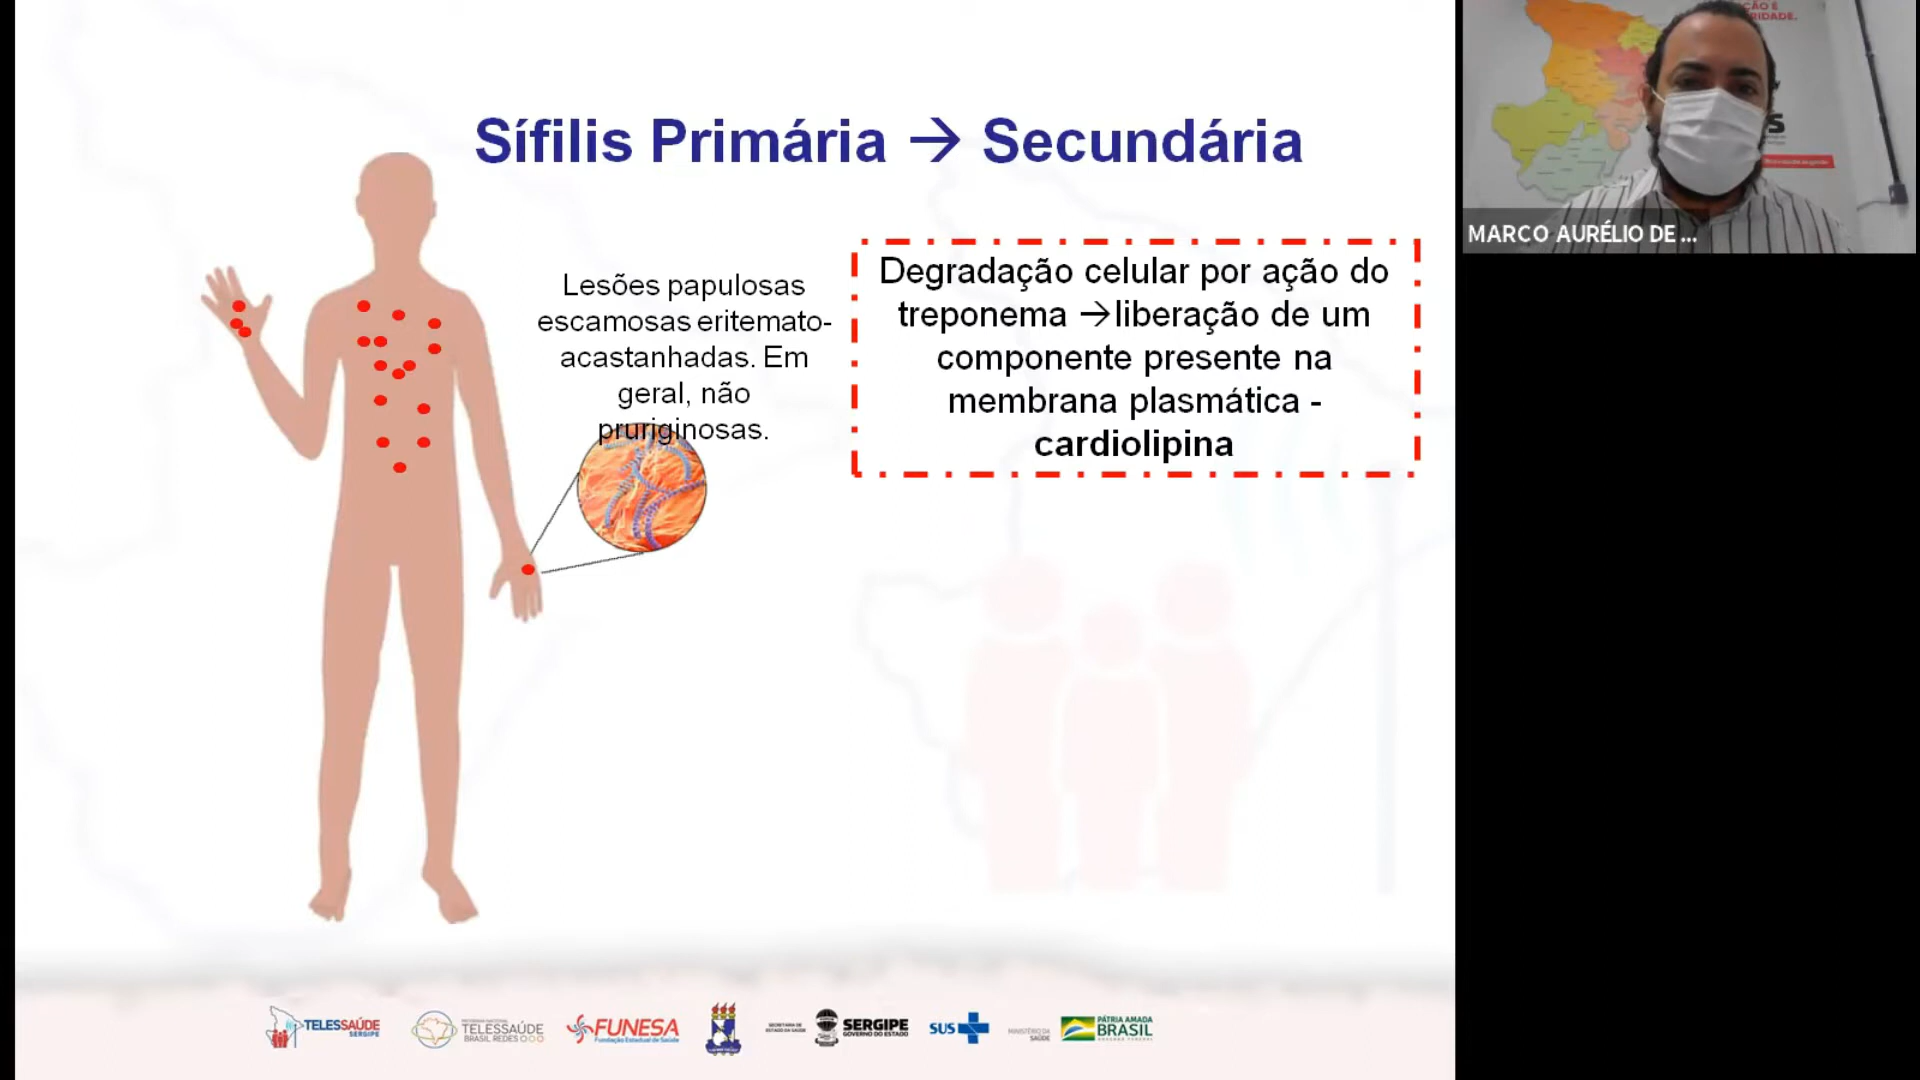 Sífilis Primária → Secundária
Lesões papulosas
escamosas eritemato-
acastanhadas. Em
geral, não
pruriginosas.
Degradação celular por ação do
treponema →liberação de um
componente presente na
membrana plasmática -
cardiolipina
MARCO AURÉLIO DE ...
TELESSAÚDE
SERGIPE
TELESSAÚDE
BRASIL REDES
FUNESA
Fundação Estadual de Saúde
SECRETARIA DE
ESTADO DA SAÚDE
SERGIPE
GOVERNO DO ESTADO
SUS
MINISTÉRIO DA
SAÚDE
PÁTRIA AMADA
BRASIL
GOVERNO FEDERAL